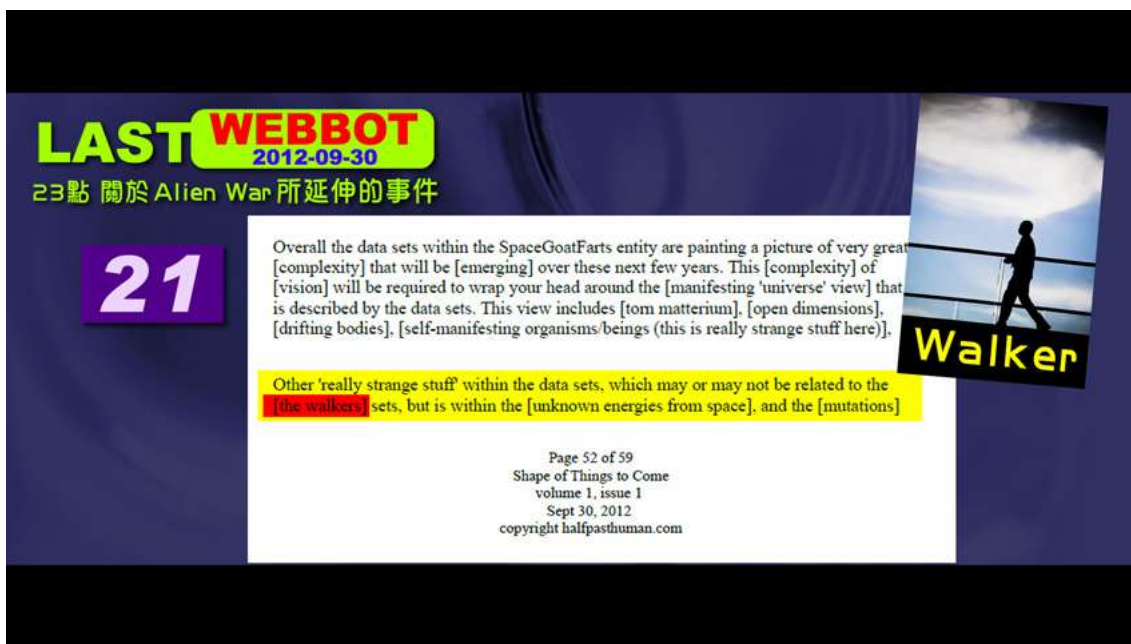 LAST WEBBOT
2012-09-30
23點 關於 Alien War 所延伸的事件
21
Overall the data sets within the SpaceGoatFarts entity are painting a picture of very great
[complexity] that will be [emerging] over these next few years. This [complexity] of
[vision] will be required to wrap your head around the [manifesting 'universe' view] that
is described by the data sets. This view includes [torn matterium], [open dimensions],
[drifting bodies], [self-manifesting organisms/beings (this is really strange stuff here)],
Walker
Other 'really strange stuff' within the data sets, which may or may not be related to the
[the walkers] sets, but is within the [unknown energies from space], and the [mutations]
Page 52 of 59
Shape of Things to Come
volume 1, issue 1
Sept 30, 2012
copyright halfpasthuman.com